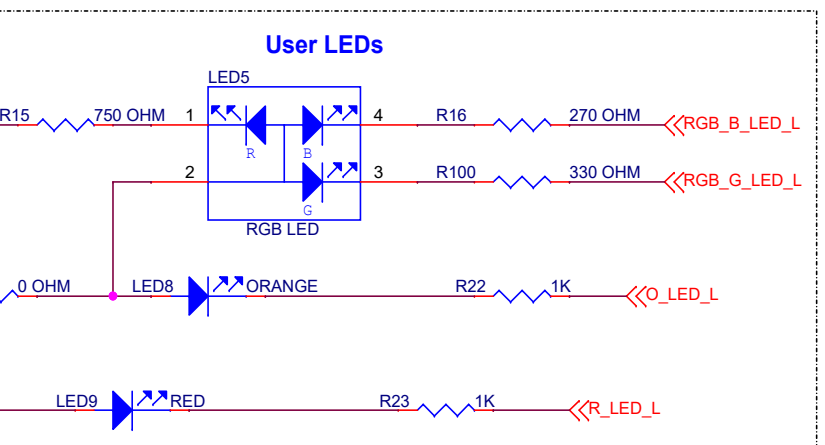 User LEDs
LED5
R15 750 OHM 1 R B 4 R16 270 OHM RGB_B_LED_L
2 G 3 R100 330 OHM RGB_G_LED_L
RGB LED
0 OHM LED8 ORANGE R22 1K O_LED_L
LED9 RED R23 1K R_LED_L